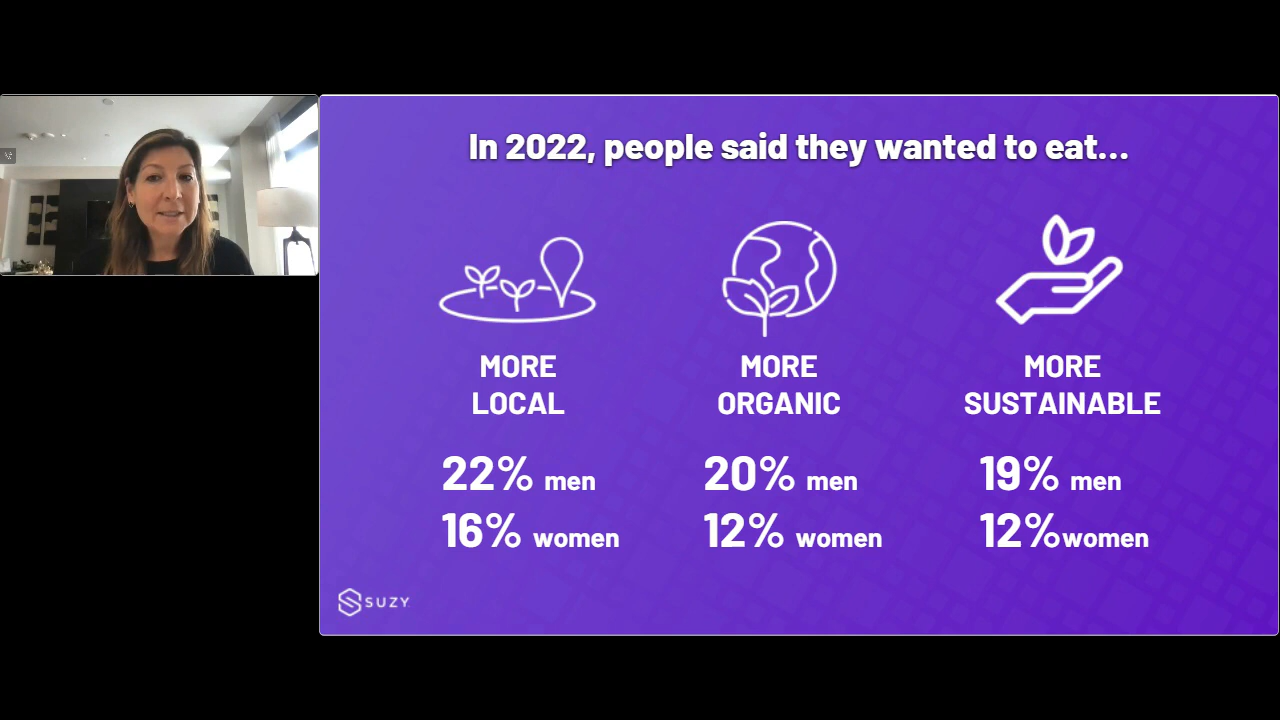 In 2022, people said they wanted to eat...
MORE
LOCAL
22% men
16% women
MORE
ORGANIC
20% men
12% women
MORE
SUSTAINABLE
19% men
12%women
SUZY